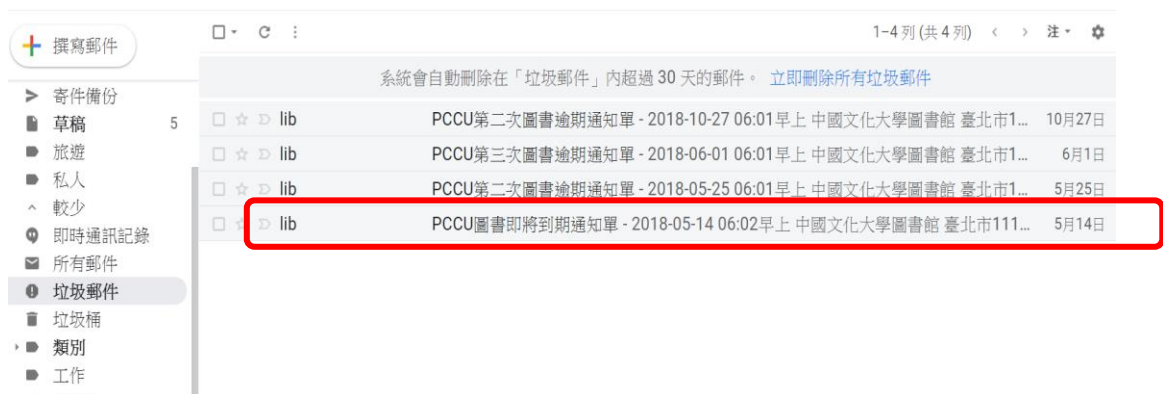 撰寫郵件
1–4 列 (共 4 列)
注
系統會自動刪除在「垃圾郵件」內超過 30 天的郵件。 立即刪除所有垃圾郵件
寄件備份
草稿 5
旅遊
私人
較少
即時通訊記錄
所有郵件
垃圾郵件
垃圾桶
類別
工作
lib PCCU第二次圖書逾期通知單 - 2018-10-27 06:01早上 中國文化大學圖書館 臺北市1... 10月27日
lib PCCU第三次圖書逾期通知單 - 2018-06-01 06:01早上 中國文化大學圖書館 臺北市1... 6月1日
lib PCCU第二次圖書逾期通知單 - 2018-05-25 06:01早上 中國文化大學圖書館 臺北市1... 5月25日
lib PCCU圖書即將到期通知單 - 2018-05-14 06:02早上 中國文化大學圖書館 臺北市111... 5月14日